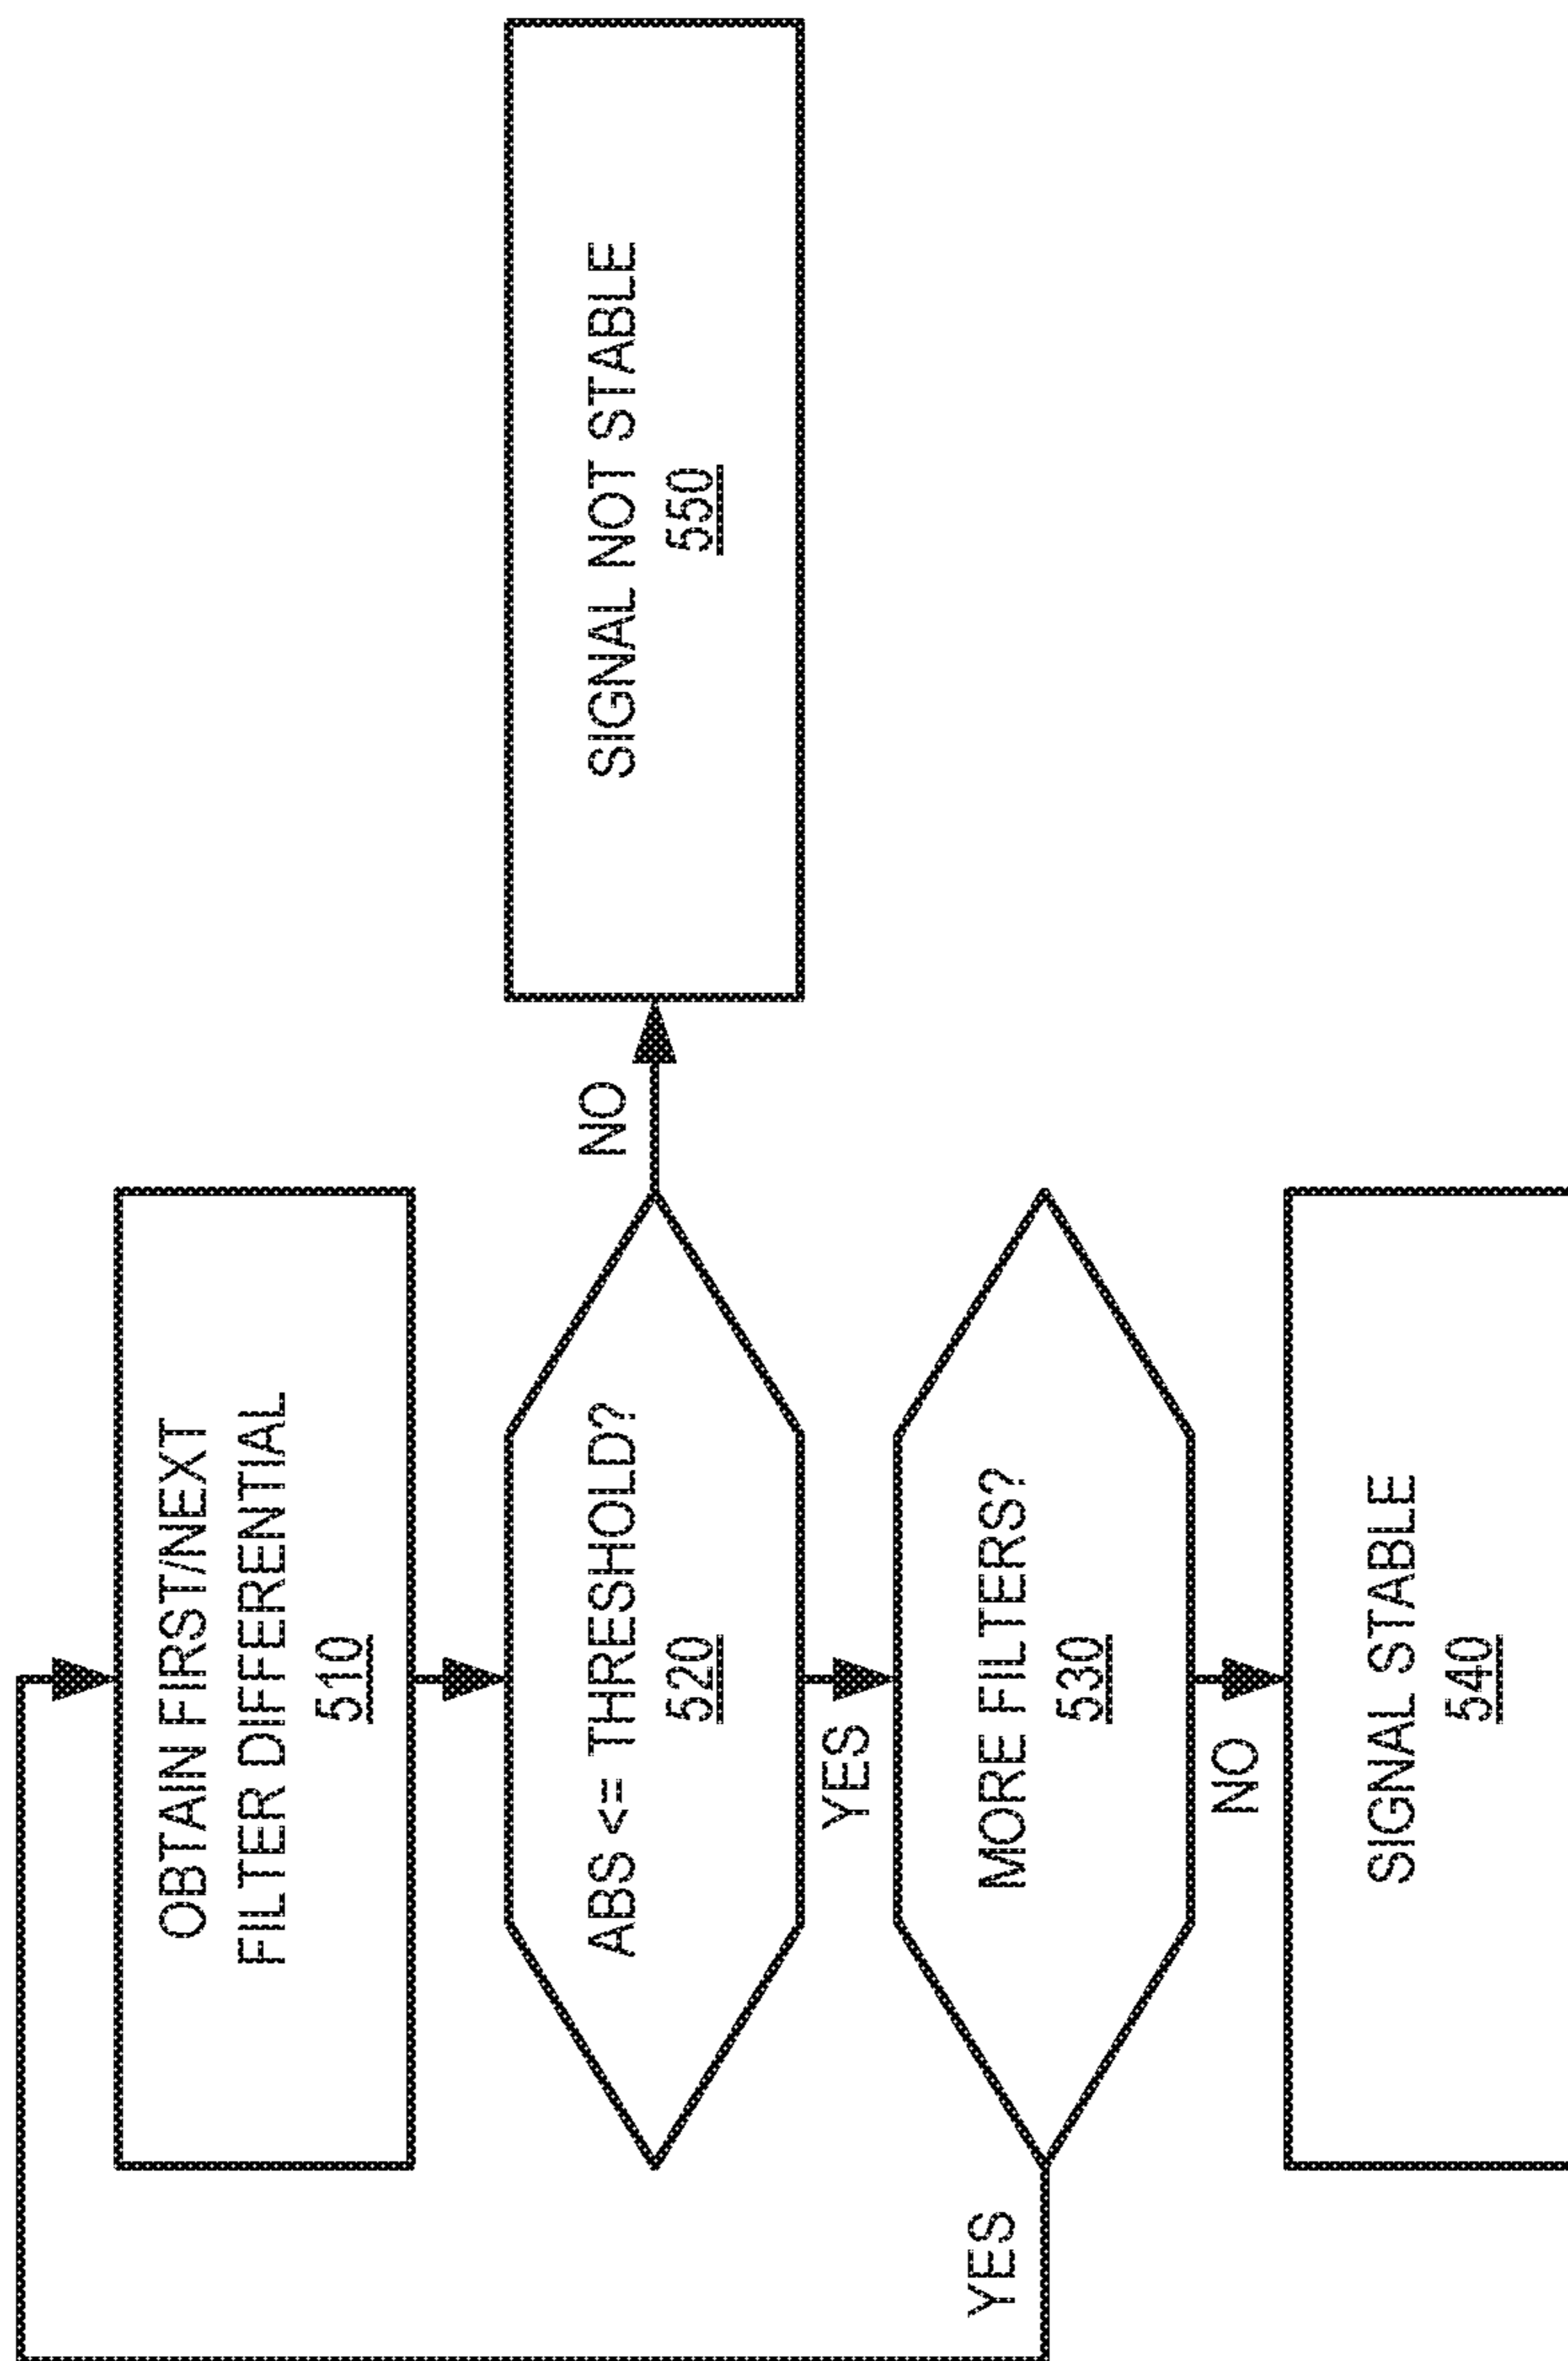 OBTAIN FIRST/NEXT
FILTER DIFFERENTIAL
510
ABS <= THRESHOLD?
520
NO
SIGNAL NOT STABLE
550
YES
MORE FILTERS?
530
YES
NO
SIGNAL STABLE
540